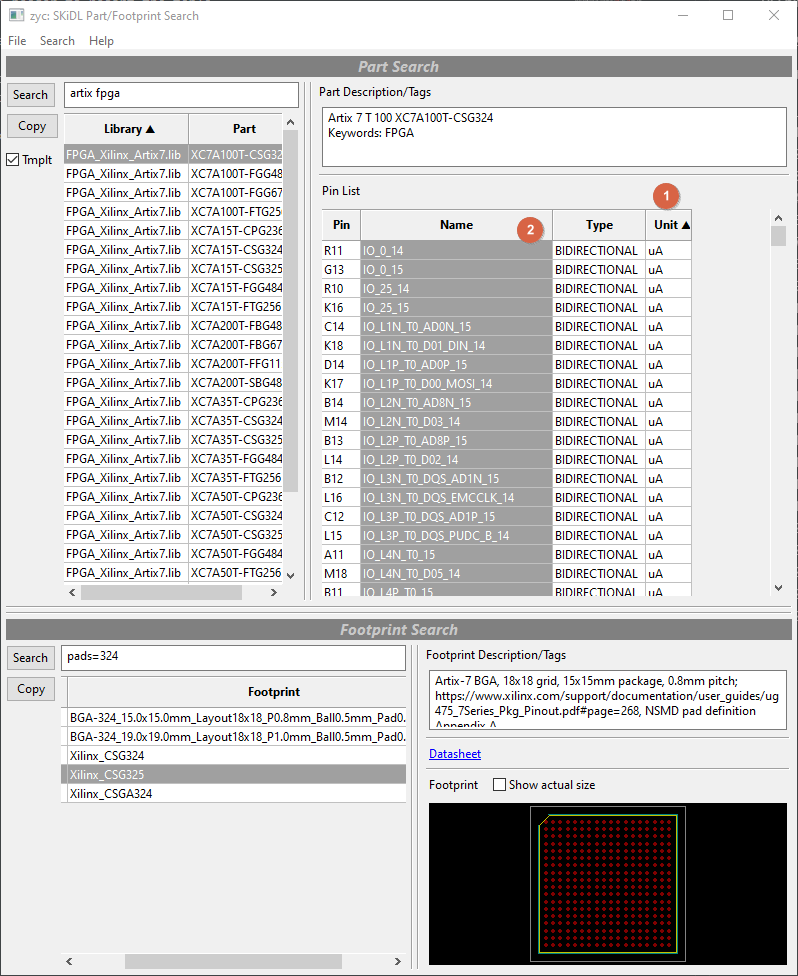 zyc: SKiDL Part/Footprint Search
File Search Help
Part Search
Search
artix fpga
Copy
Tmplt
Library ▲ Part
FPGA_Xilinx_Artix7.lib XC7A100T-CSG32
FPGA_Xilinx_Artix7.lib XC7A100T-FGG48
FPGA_Xilinx_Artix7.lib XC7A100T-FGG67
FPGA_Xilinx_Artix7.lib XC7A100T-FTG256
FPGA_Xilinx_Artix7.lib XC7A15T-CPG236
FPGA_Xilinx_Artix7.lib XC7A15T-CSG324
FPGA_Xilinx_Artix7.lib XC7A15T-CSG325
FPGA_Xilinx_Artix7.lib XC7A15T-FGG484
FPGA_Xilinx_Artix7.lib XC7A15T-FTG256
FPGA_Xilinx_Artix7.lib XC7A200T-FBG48
FPGA_Xilinx_Artix7.lib XC7A200T-FBG67
FPGA_Xilinx_Artix7.lib XC7A200T-FFG11
FPGA_Xilinx_Artix7.lib XC7A200T-SBG48
FPGA_Xilinx_Artix7.lib XC7A35T-CPG236
FPGA_Xilinx_Artix7.lib XC7A35T-CSG324
FPGA_Xilinx_Artix7.lib XC7A35T-CSG325
FPGA_Xilinx_Artix7.lib XC7A35T-FGG484
FPGA_Xilinx_Artix7.lib XC7A35T-FTG256
FPGA_Xilinx_Artix7.lib XC7A50T-CPG236
FPGA_Xilinx_Artix7.lib XC7A50T-CSG324
FPGA_Xilinx_Artix7.lib XC7A50T-CSG325
FPGA_Xilinx_Artix7.lib XC7A50T-FGG484
FPGA_Xilinx_Artix7.lib XC7A50T-FTG256
Part Description/Tags
Artix 7 T 100 XC7A100T-CSG324
Keywords: FPGA
Pin List
1
2
Pin Name Type Unit ▲
R11 IO_0_14 BIDIRECTIONAL uA
G13 IO_0_15 BIDIRECTIONAL uA
R10 IO_25_14 BIDIRECTIONAL uA
K16 IO_25_15 BIDIRECTIONAL uA
C14 IO_L1N_T0_AD0N_15 BIDIRECTIONAL uA
K18 IO_L1N_T0_D01_DIN_14 BIDIRECTIONAL uA
D14 IO_L1P_T0_AD0P_15 BIDIRECTIONAL uA
K17 IO_L1P_T0_D00_MOSI_14 BIDIRECTIONAL uA
B14 IO_L2N_T0_AD8N_15 BIDIRECTIONAL uA
M14 IO_L2N_T0_D03_14 BIDIRECTIONAL uA
B13 IO_L2P_T0_AD8P_15 BIDIRECTIONAL uA
L14 IO_L2P_T0_D02_14 BIDIRECTIONAL uA
B12 IO_L3N_T0_DQS_AD1N_15 BIDIRECTIONAL uA
L16 IO_L3N_T0_DQS_EMCCLK_14 BIDIRECTIONAL uA
C12 IO_L3P_T0_DQS_AD1P_15 BIDIRECTIONAL uA
L15 IO_L3P_T0_DQS_PUDC_B_14 BIDIRECTIONAL uA
A11 IO_L4N_T0_15 BIDIRECTIONAL uA
M18 IO_L4N_T0_D05_14 BIDIRECTIONAL uA
B11 IO_L4P_T0_15 BIDIRECTIONAL uA
Footprint Search
Search
pads=324
Copy
Footprint
BGA-324_15.0x15.0mm_Layout18x18_P0.8mm_Ball0.5mm_Pad0.
BGA-324_19.0x19.0mm_Layout18x18_P1.0mm_Ball0.5mm_Pad0.
Xilinx_CSG324
Xilinx_CSG325
Xilinx_CSGA324
Footprint Description/Tags
Artix-7 BGA, 18x18 grid, 15x15mm package, 0.8mm pitch;
https://www.xilinx.com/support/documentation/user_guides/ug
475_7Series_Pkg_Pinout.pdf#page=268, NSMD pad definition
Appendix A
Datasheet
Footprint Show actual size